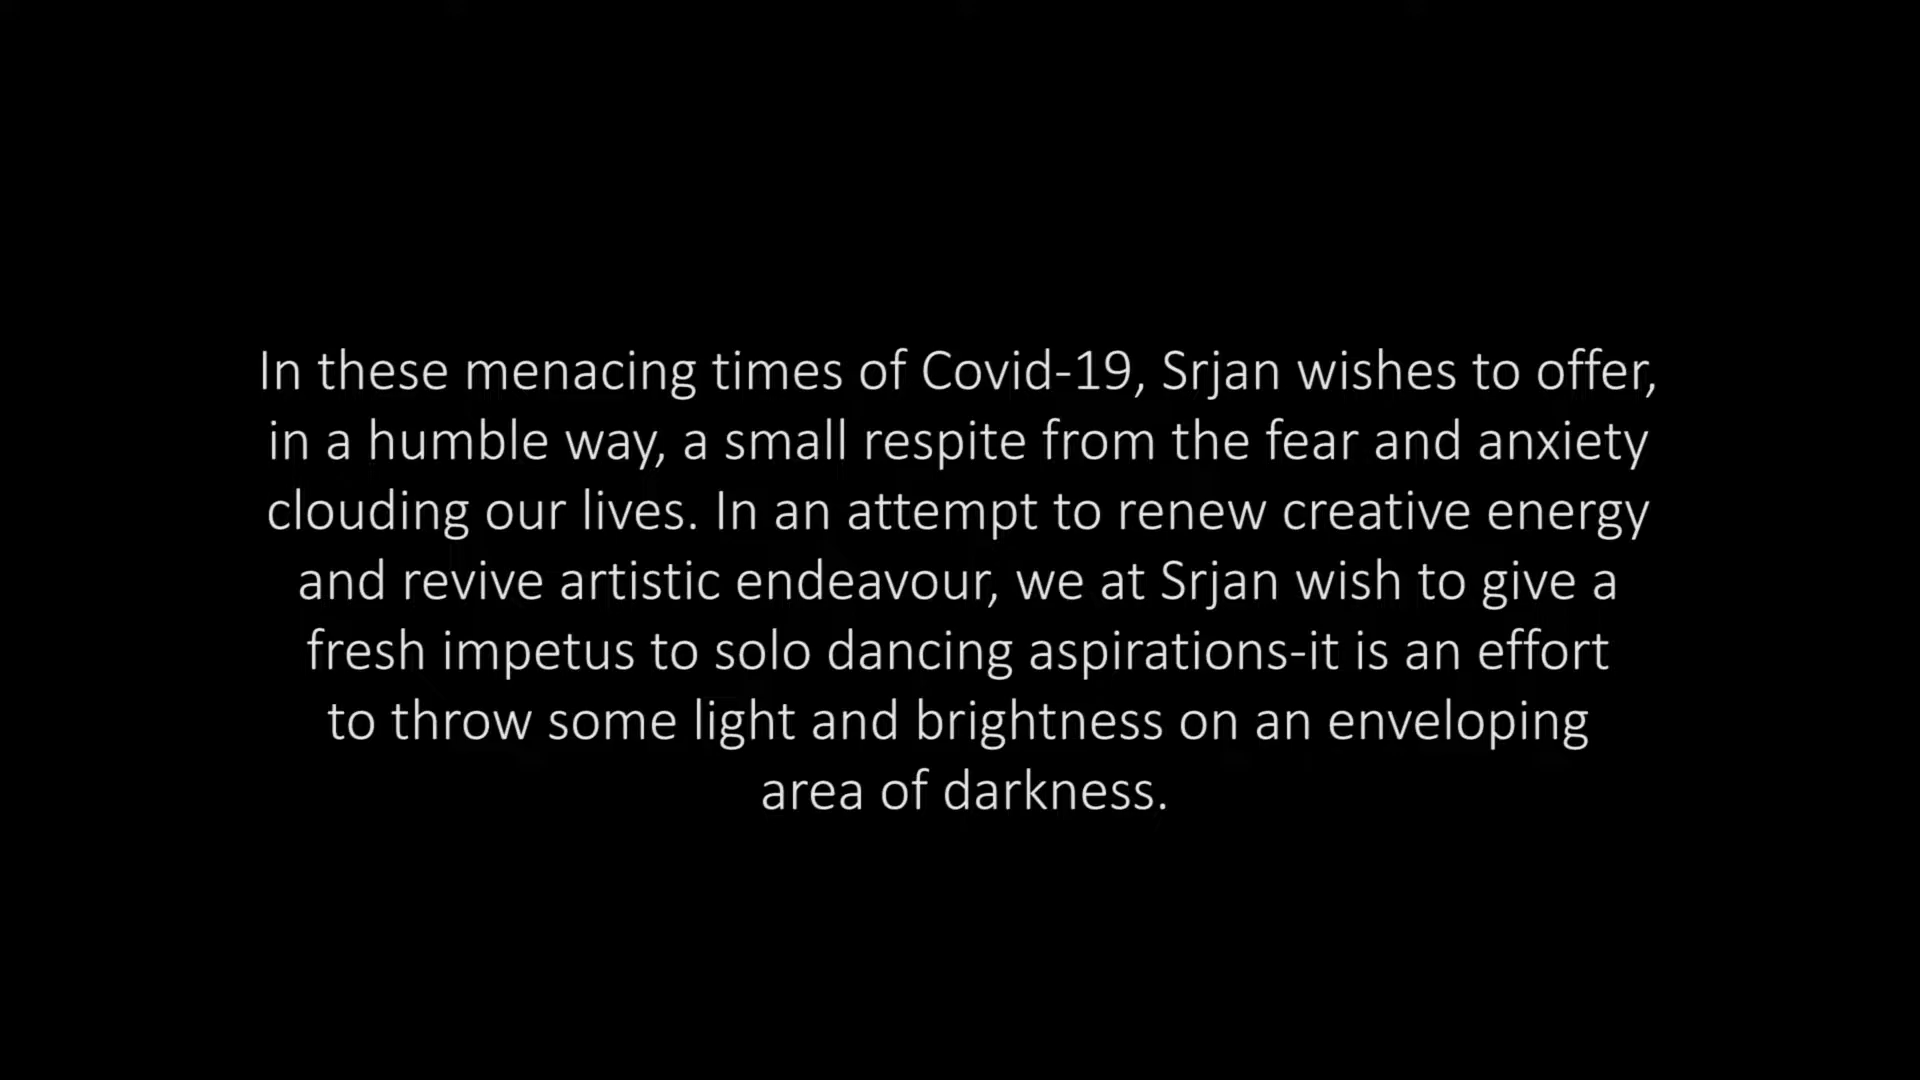 In these menacing times of Covid-19, Srjan wishes to offer,
in a humble way, a small respite from the fear and anxiety
clouding our lives. In an attempt to renew creative energy
and revive artistic endeavour, we at Srjan wish to give a
fresh impetus to solo dancing aspirations-it is an effort
to throw some light and brightness on an enveloping
area of darkness.